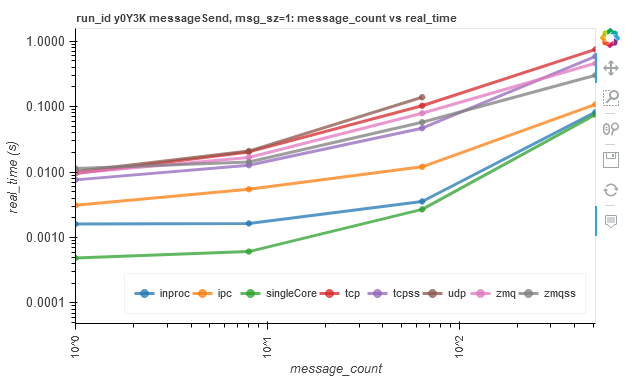 run_id y0Y3K messageSend, msg_sz=1: message_count vs real_time
1.0000
0.1000
0.0100
0.0010
0.0001
real_time (s)
inproc ipc singleCore tcp tcpss udp zmq zmqss
10^0 10^1 10^2
message_count